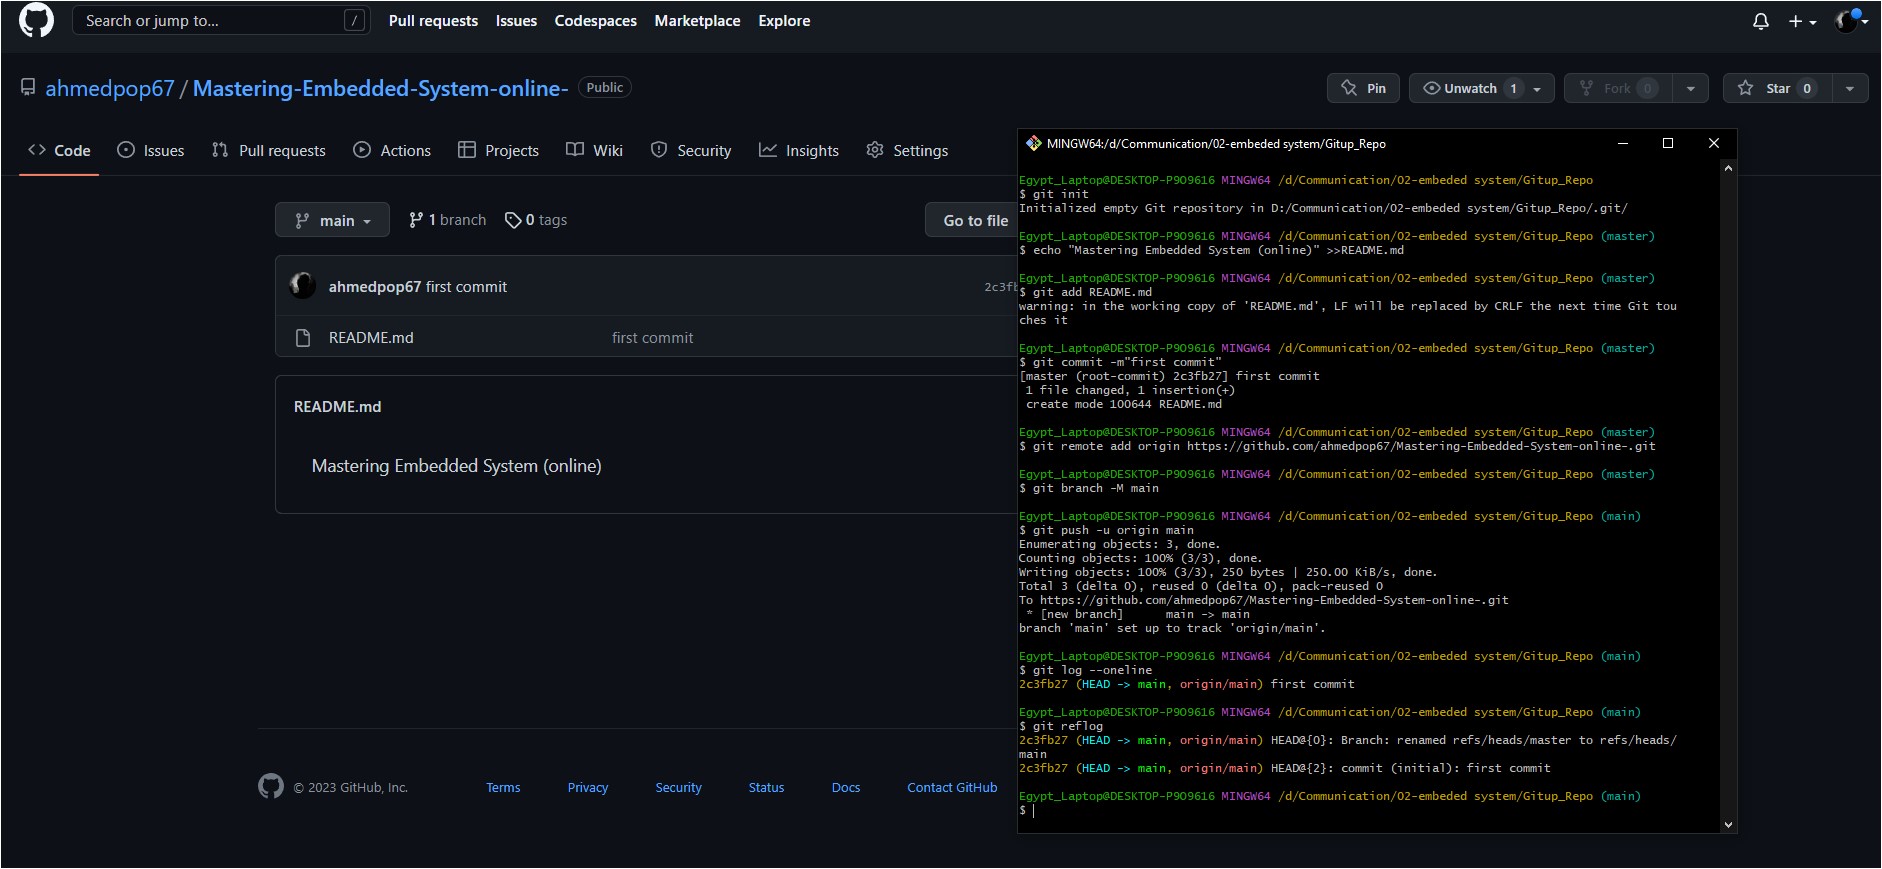 Search or jump to... /
Pull requests Issues Codespaces Marketplace Explore
ahmedpop67 / Mastering-Embedded-System-online- Public
Pin Unwatch 1 Fork 0 Star 0
Code Issues Pull requests Actions Projects Wiki Security Insights Settings
main 1 branch 0 tags Go to file
ahmedpop67 first commit 2c3fb
README.md first commit
README.md
Mastering Embedded System (online)
© 2023 GitHub, Inc. Terms Privacy Security Status Docs Contact GitHub
MINGW64:/d/Communication/02-embeded system/Gitup_Repo
Egypt_Laptop@DESKTOP-P9O9616 MINGW64 /d/Communication/02-embeded system/Gitup_Repo
$ git init
Initialized empty Git repository in D:/Communication/02-embeded system/Gitup_Repo/.git/
Egypt_Laptop@DESKTOP-P9O9616 MINGW64 /d/Communication/02-embeded system/Gitup_Repo (master)
$ echo "Mastering Embedded System (online)" >>README.md
Egypt_Laptop@DESKTOP-P9O9616 MINGW64 /d/Communication/02-embeded system/Gitup_Repo (master)
$ git add README.md
warning: in the working copy of 'README.md', LF will be replaced by CRLF the next time Git tou
ches it
Egypt_Laptop@DESKTOP-P9O9616 MINGW64 /d/Communication/02-embeded system/Gitup_Repo (master)
$ git commit -m"first commit"
[master (root-commit) 2c3fb27] first commit
1 file changed, 1 insertion(+)
create mode 100644 README.md
Egypt_Laptop@DESKTOP-P9O9616 MINGW64 /d/Communication/02-embeded system/Gitup_Repo (master)
$ git remote add origin https://github.com/ahmedpop67/Mastering-Embedded-System-online-.git
Egypt_Laptop@DESKTOP-P9O9616 MINGW64 /d/Communication/02-embeded system/Gitup_Repo (master)
$ git branch -M main
Egypt_Laptop@DESKTOP-P9O9616 MINGW64 /d/Communication/02-embeded system/Gitup_Repo (main)
$ git push -u origin main
Enumerating objects: 3, done.
Counting objects: 100% (3/3), done.
Writing objects: 100% (3/3), 250 bytes | 250.00 KiB/s, done.
Total 3 (delta 0), reused 0 (delta 0), pack-reused 0
To https://github.com/ahmedpop67/Mastering-Embedded-System-online-.git
* [new branch] main -> main
branch 'main' set up to track 'origin/main'.
Egypt_Laptop@DESKTOP-P9O9616 MINGW64 /d/Communication/02-embeded system/Gitup_Repo (main)
$ git log --oneline
2c3fb27 (HEAD -> main, origin/main) first commit
Egypt_Laptop@DESKTOP-P9O9616 MINGW64 /d/Communication/02-embeded system/Gitup_Repo (main)
$ git reflog
2c3fb27 (HEAD -> main, origin/main) HEAD@{0}: Branch: renamed refs/heads/master to refs/heads/
main
2c3fb27 (HEAD -> main, origin/main) HEAD@{2}: commit (initial): first commit
Egypt_Laptop@DESKTOP-P9O9616 MINGW64 /d/Communication/02-embeded system/Gitup_Repo (main)
$